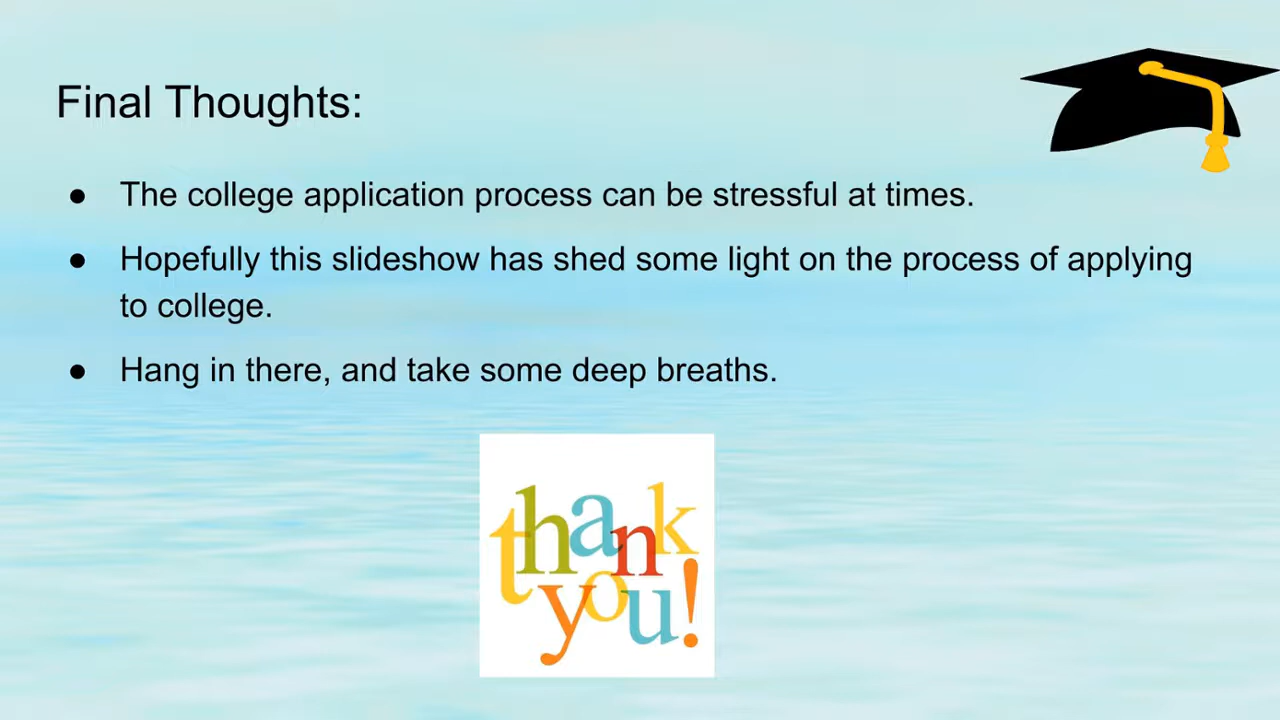 Final Thoughts:
● The college application process can be stressful at times.
● Hopefully this slideshow has shed some light on the process of applying
to college.
● Hang in there, and take some deep breaths.
thank
you!